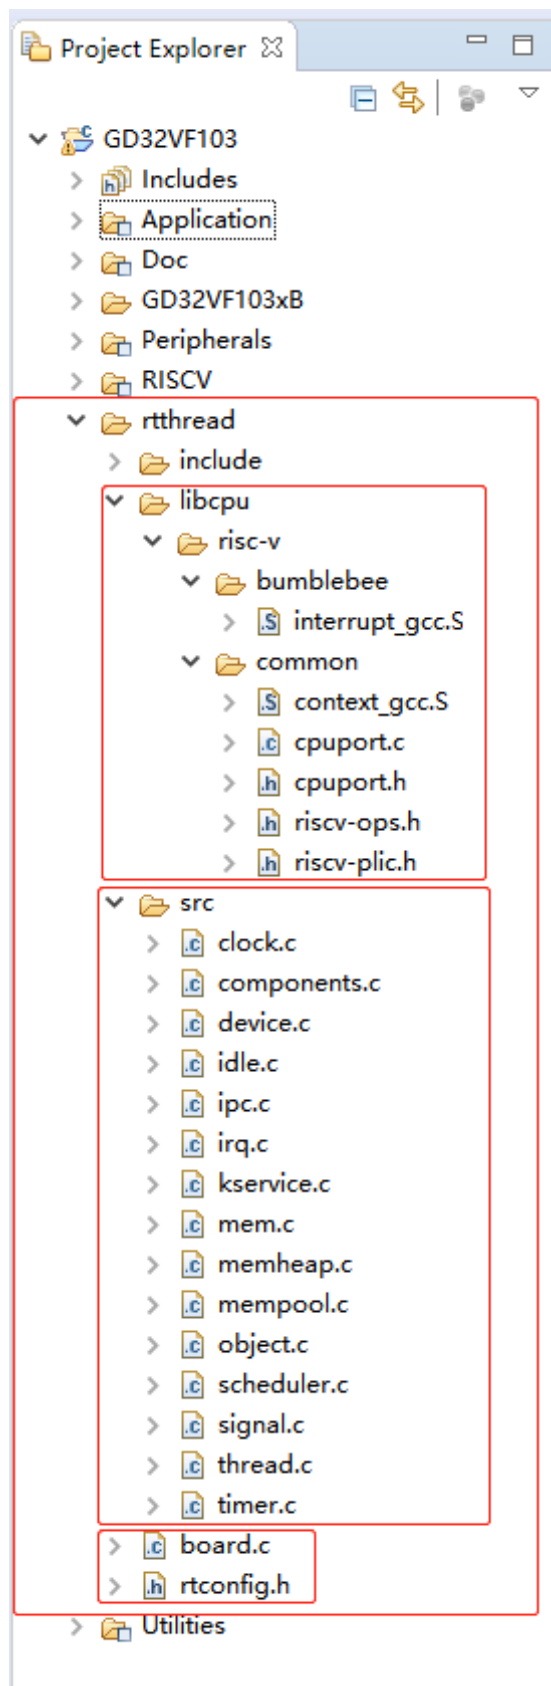 Project Explorer
GD32VF103
Includes
Application
Doc
GD32VF103xB
Peripherals
RISCV
rtthread
include
libcpu
risc-v
bumblebee
interrupt_gcc.S
common
context_gcc.S
cpuport.c
cpuport.h
riscv-ops.h
riscv-plic.h
src
clock.c
components.c
device.c
idle.c
ipc.c
irq.c
kservice.c
mem.c
memheap.c
mempool.c
object.c
scheduler.c
signal.c
thread.c
timer.c
board.c
rtconfig.h
Utilities